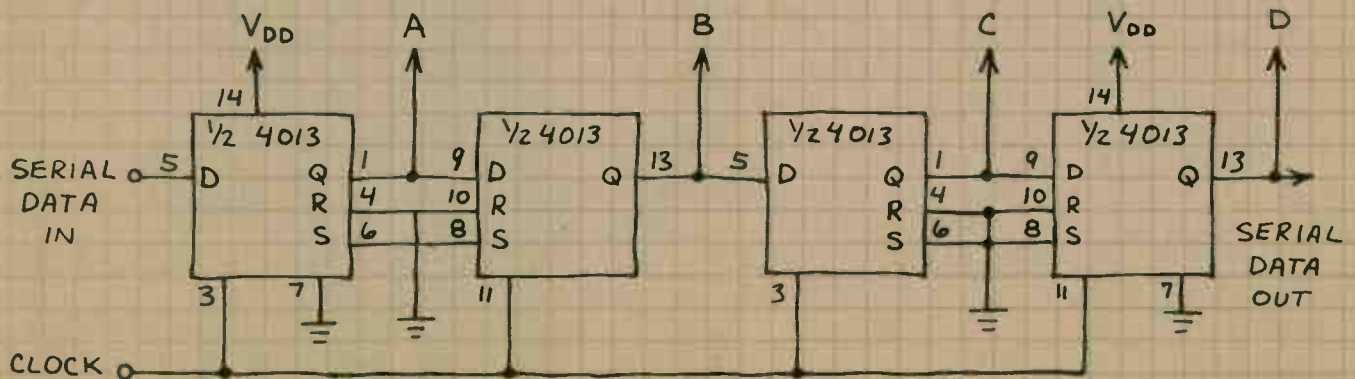 V_DD A B C V_DD D
14 14
1/2 4013 1/2 4013 1/2 4013 1/2 4013
SERIAL DATA IN
5 D Q 1 9 D Q 13 5 D Q 1 9 D Q 13
R 4 10 R R 4 10 R
S 6 8 S S 6 8 S
SERIAL DATA OUT
3 7 11 3 11 7
CLOCK